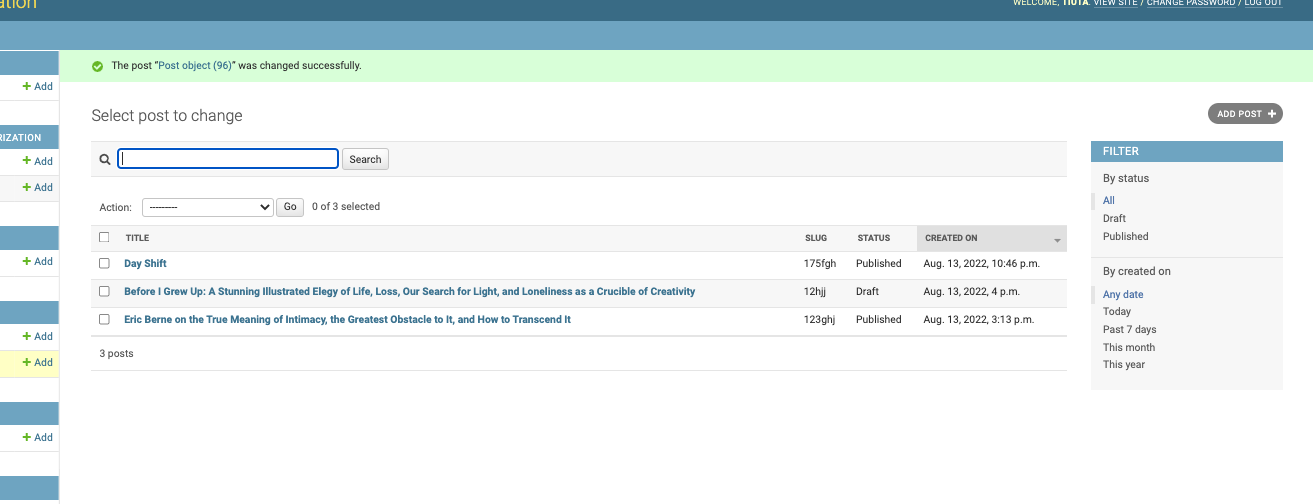 ation
WELCOME, TIUTA. VIEW SITE / CHANGE PASSWORD / LOG OUT
The post “Post object (96)” was changed successfully.
+ Add
Select post to change
ADD POST +
RIZATION
+ Add
+ Add
Search
FILTER
By status
All
Draft
Published
Action: --------- Go 0 of 3 selected
TITLE SLUG STATUS CREATED ON
Day Shift 175fgh Published Aug. 13, 2022, 10:46 p.m.
Before I Grew Up: A Stunning Illustrated Elegy of Life, Loss, Our Search for Light, and Loneliness as a Crucible of Creativity 12hjj Draft Aug. 13, 2022, 4 p.m.
Eric Berne on the True Meaning of Intimacy, the Greatest Obstacle to It, and How to Transcend It 123ghj Published Aug. 13, 2022, 3:13 p.m.
3 posts
+ Add
By created on
Any date
Today
Past 7 days
This month
This year
+ Add
+ Add
+ Add